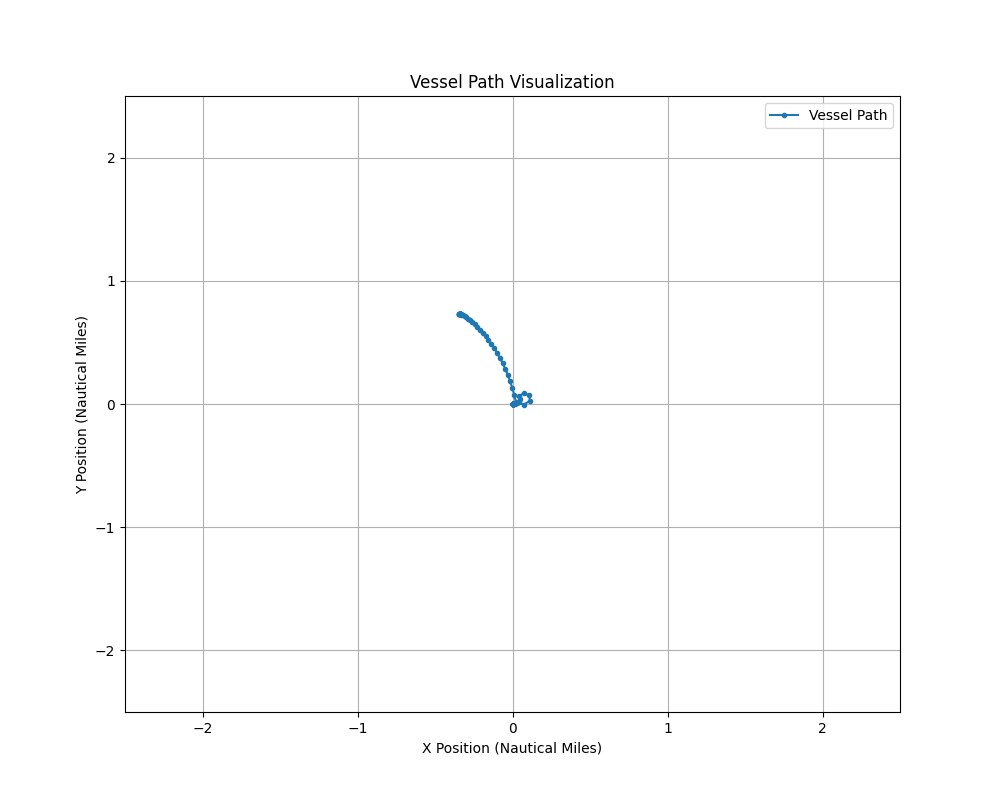 Vessel Path Visualization
Vessel Path
2
1
0
−1
−2
Y Position (Nautical Miles)
−2 −1 0 1 2
X Position (Nautical Miles)